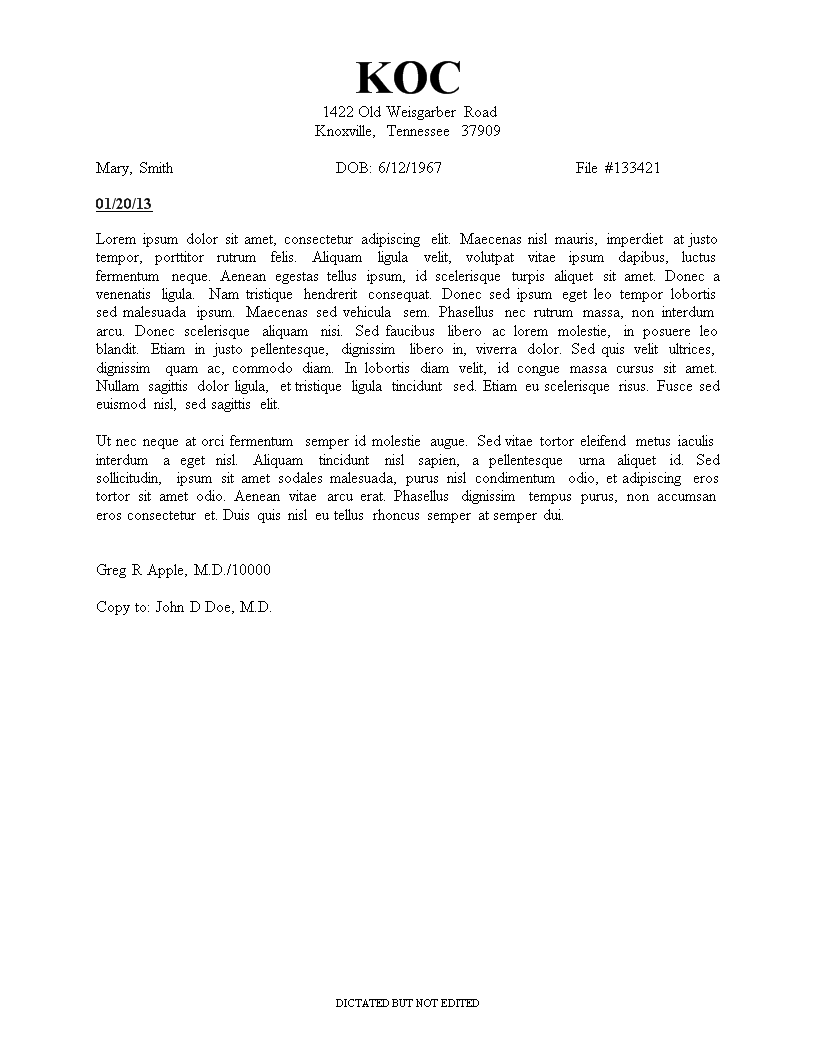 KOC
1422 Old Weisgarber Road
Knoxville, Tennessee 37909
Mary, Smith DOB: 6/12/1967 File #133421
01/20/13
Lorem ipsum dolor sit amet, consectetur adipiscing elit. Maecenas nisl mauris, imperdiet at justo
tempor, porttitor rutrum felis. Aliquam ligula velit, volutpat vitae ipsum dapibus, luctus
fermentum neque. Aenean egestas tellus ipsum, id scelerisque turpis aliquet sit amet. Donec a
venenatis ligula. Nam tristique hendrerit consequat. Donec sed ipsum eget leo tempor lobortis
sed malesuada ipsum. Maecenas sed vehicula sem. Phasellus nec rutrum massa, non interdum
arcu. Donec scelerisque aliquam nisi. Sed faucibus libero ac lorem molestie, in posuere leo
blandit. Etiam in justo pellentesque, dignissim libero in, viverra dolor. Sed quis velit ultrices,
dignissim quam ac, commodo diam. In lobortis diam velit, id congue massa cursus sit amet.
Nullam sagittis dolor ligula, et tristique ligula tincidunt sed. Etiam eu scelerisque risus. Fusce sed
euismod nisl, sed sagittis elit.
Ut nec neque at orci fermentum semper id molestie augue. Sed vitae tortor eleifend metus iaculis
interdum a eget nisl. Aliquam tincidunt nisl sapien, a pellentesque urna aliquet id. Sed
sollicitudin, ipsum sit amet sodales malesuada, purus nisl condimentum odio, et adipiscing eros
tortor sit amet odio. Aenean vitae arcu erat. Phasellus dignissim tempus purus, non accumsan
eros consectetur et. Duis quis nisl eu tellus rhoncus semper at semper dui.
Greg R Apple, M.D./10000
Copy to: John D Doe, M.D.
DICTATED BUT NOT EDITED